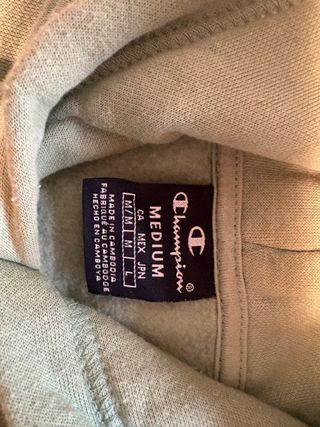 Champion®
MEDIUM
CA MEX JPN
M/M M L
MADE IN CAMBODIA
FABRIQUÉ AU CAMBODGE
HECHO EN CAMBOYA